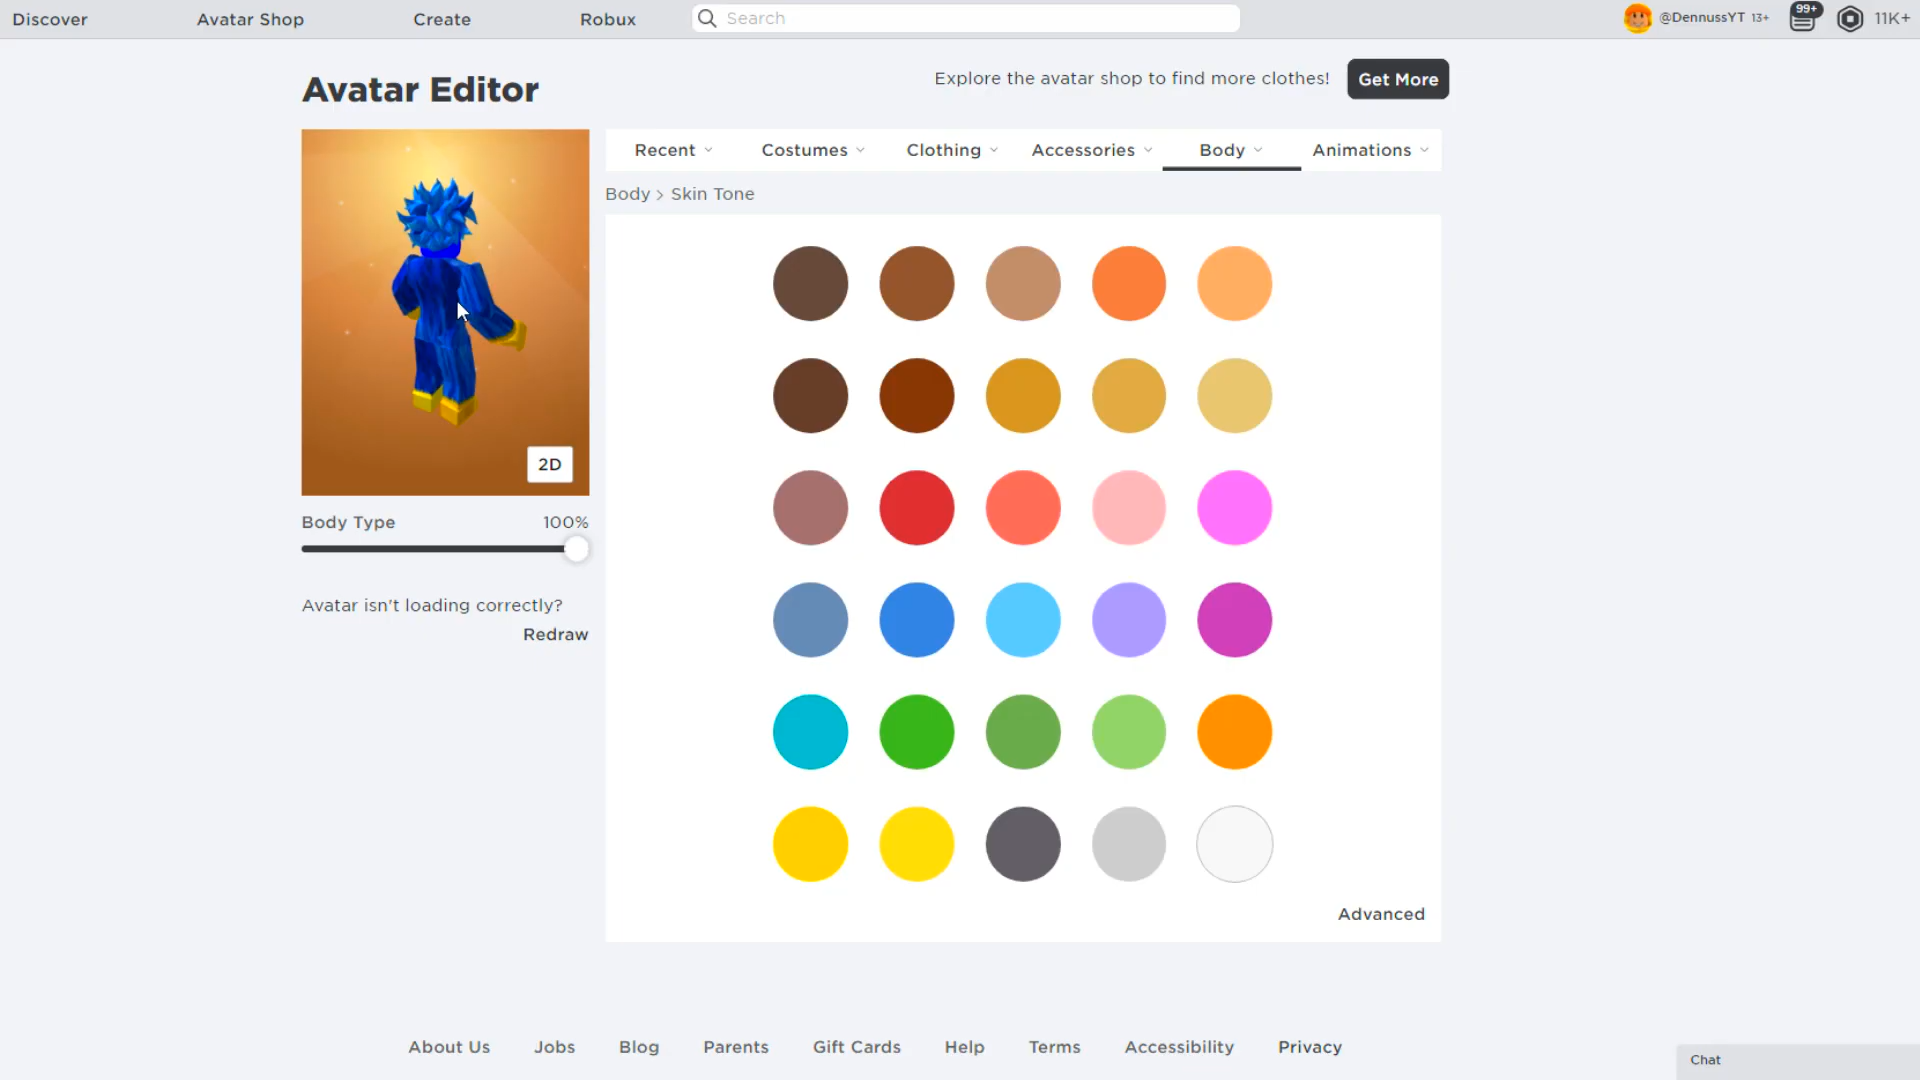 Discover
Avatar Shop
Create
Robux
Search
@DennussYT 13+
99+
11K+
Avatar Editor
Explore the avatar shop to find more clothes!
Get More
Recent
Costumes
Clothing
Accessories
Body
Animations
Body > Skin Tone
2D
Body Type
100%
Avatar isn't loading correctly?
Redraw
Advanced
About Us
Jobs
Blog
Parents
Gift Cards
Help
Terms
Accessibility
Privacy
Chat